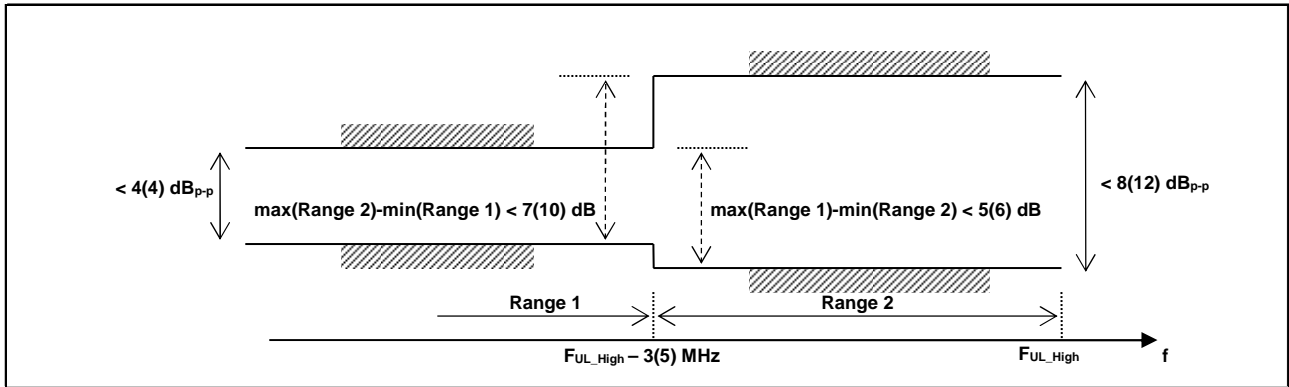 < 4(4) dBp-p
max(Range 2)-min(Range 1) < 7(10) dB
max(Range 1)-min(Range 2) < 5(6) dB
< 8(12) dBp-p
Range 1
Range 2
FUL_High – 3(5) MHz
FUL_High
f